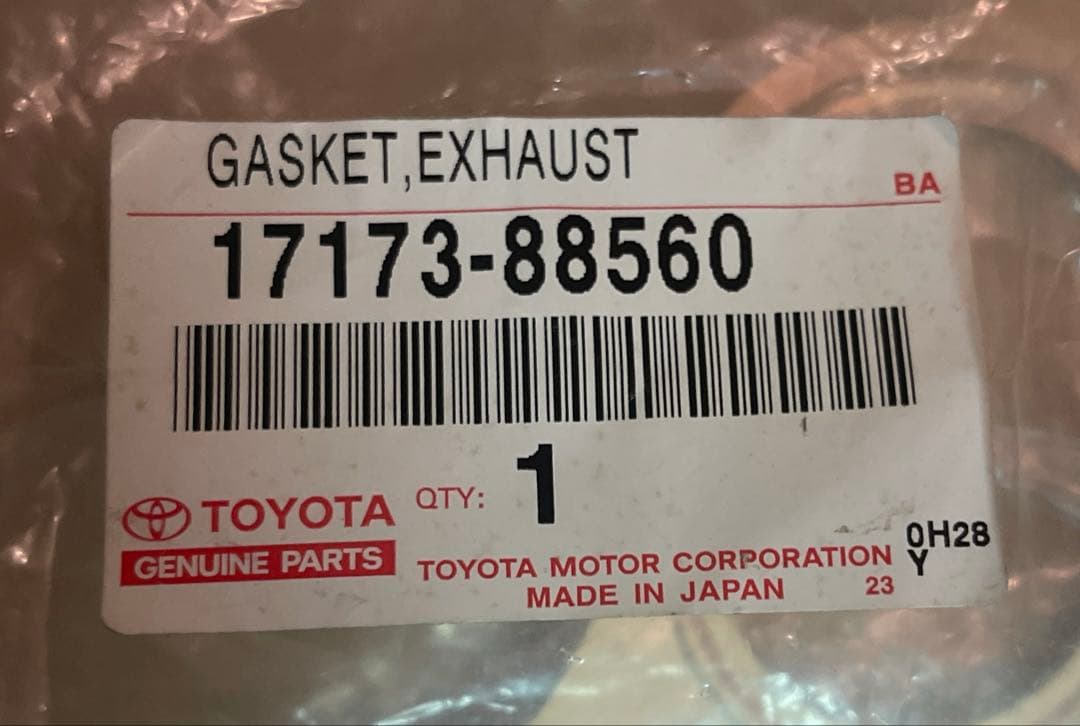 GASKET,EXHAUST
BA
17173-88560
QTY: 1
TOYOTA
GENUINE PARTS
TOYOTA MOTOR CORPORATION
MADE IN JAPAN 23
0H28
Y